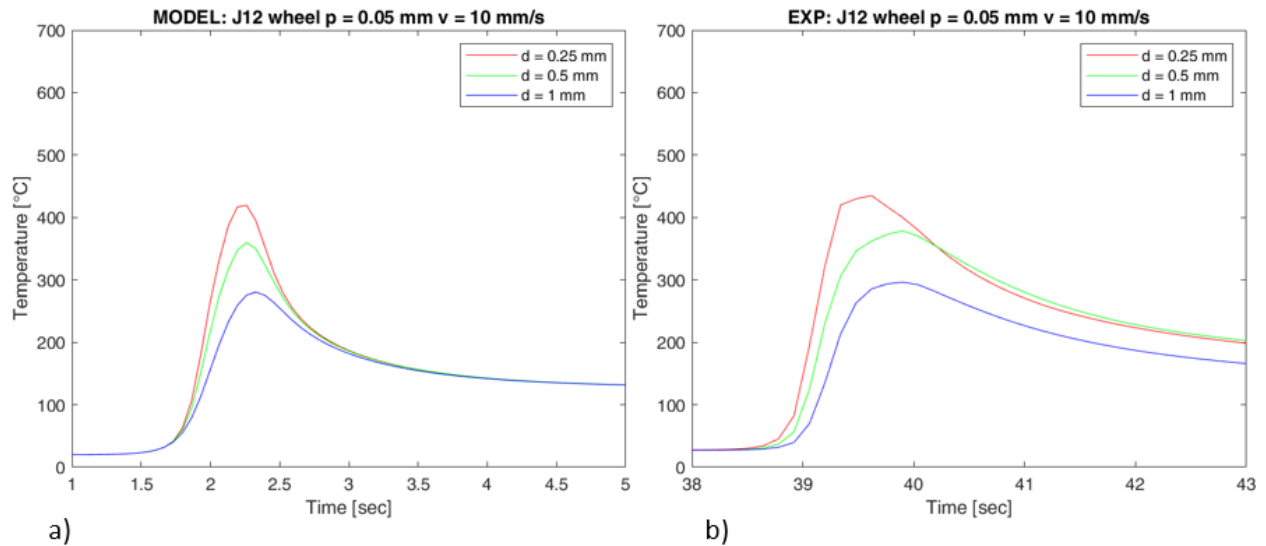 MODEL: J12 wheel p = 0.05 mm v = 10 mm/s
700
600
500
400
300
200
100
0
Temperature [°C]
d = 0.25 mm
d = 0.5 mm
d = 1 mm
1
1.5
2
2.5
3
3.5
4
4.5
5
Time [sec]
a)
EXP: J12 wheel p = 0.05 mm v = 10 mm/s
700
600
500
400
300
200
100
0
Temperature [°C]
d = 0.25 mm
d = 0.5 mm
d = 1 mm
38
39
40
41
42
43
Time [sec]
b)